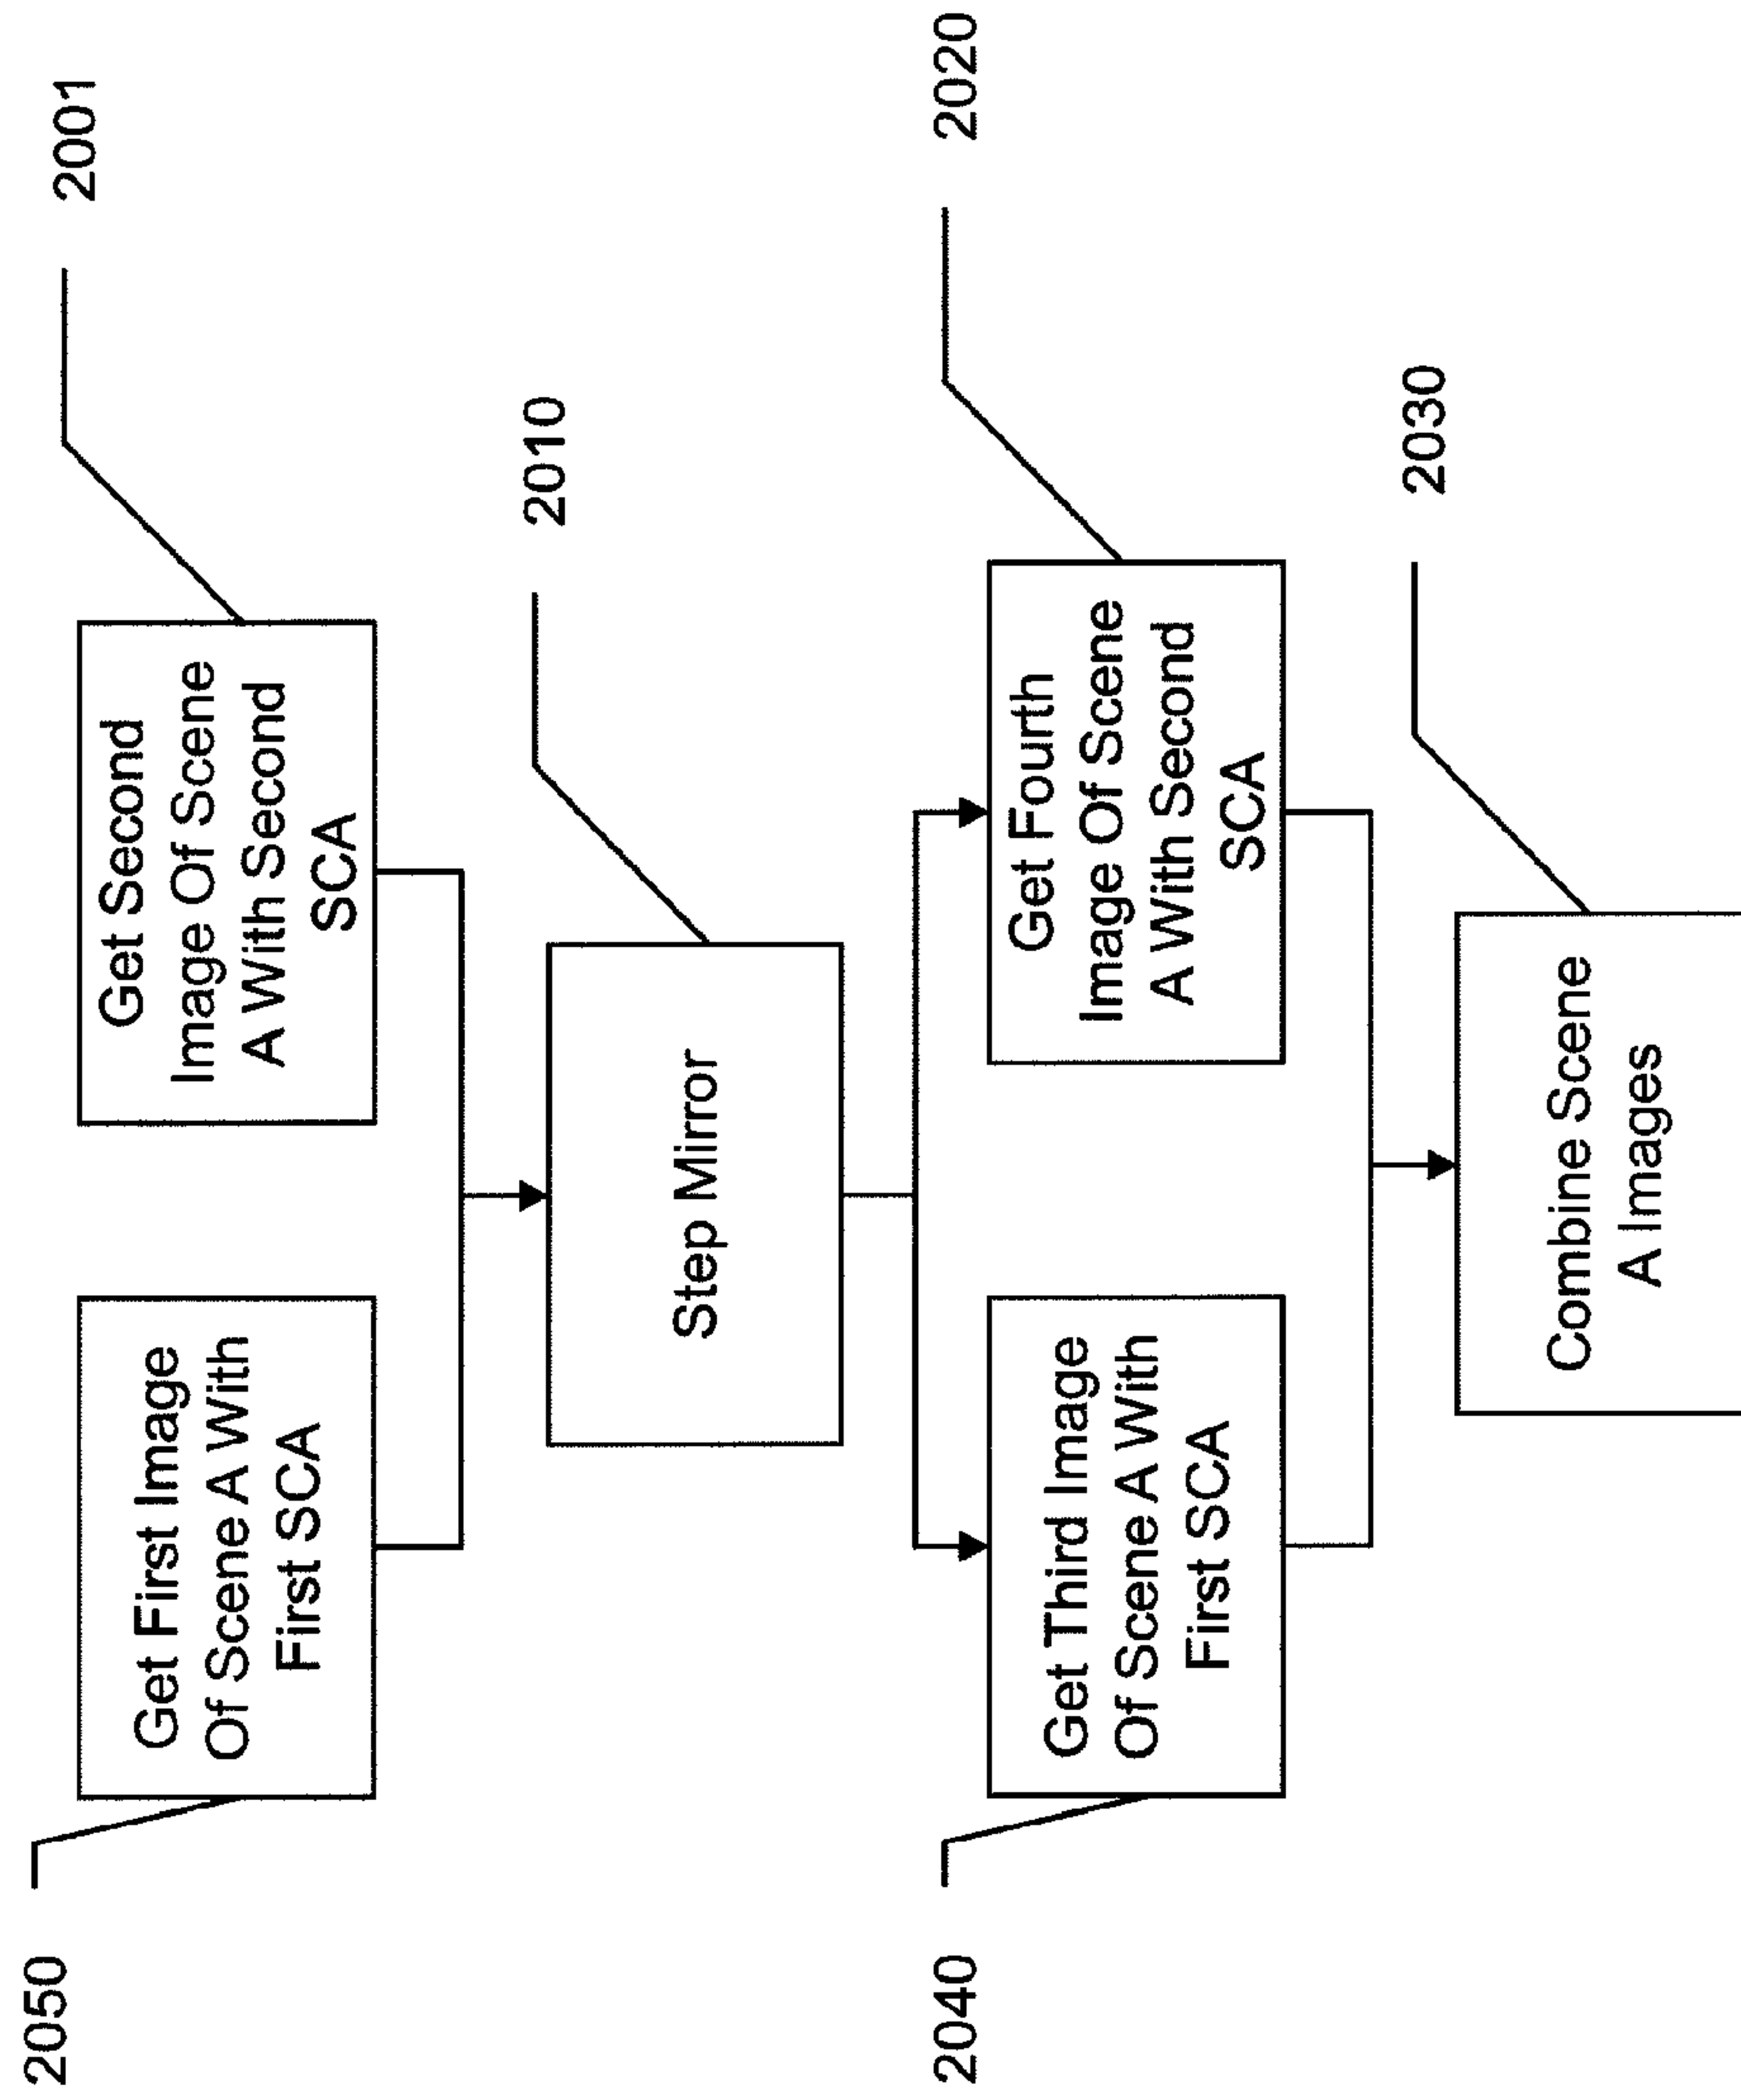 2050
Get First Image
Of Scene A With
First SCA
Get Second
Image Of Scene
A With Second
SCA
2001
Step Mirror
2010
2040
Get Third Image
Of Scene A With
First SCA
Get Fourth
Image Of Scene
A With Second
SCA
2020
Combine Scene
A Images
2030